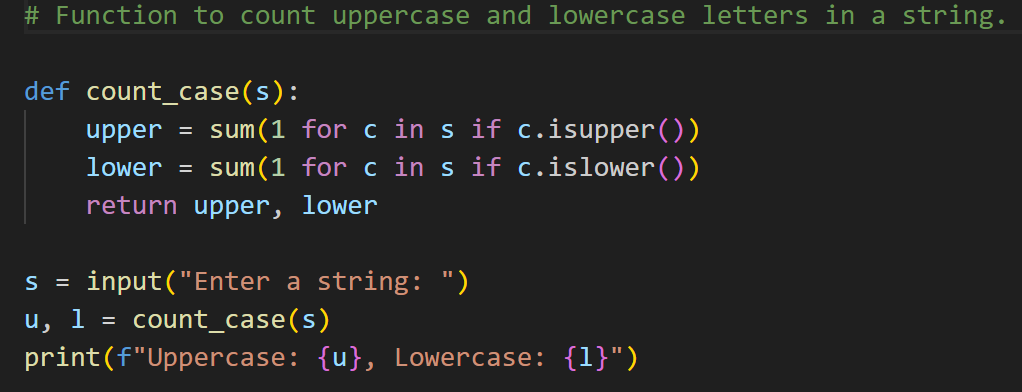 # Function to count uppercase and lowercase letters in a string.

def count_case(s):
    upper = sum(1 for c in s if c.isupper())
    lower = sum(1 for c in s if c.islower())
    return upper, lower

s = input("Enter a string: ")
u, l = count_case(s)
print(f"Uppercase: {u}, Lowercase: {l}")